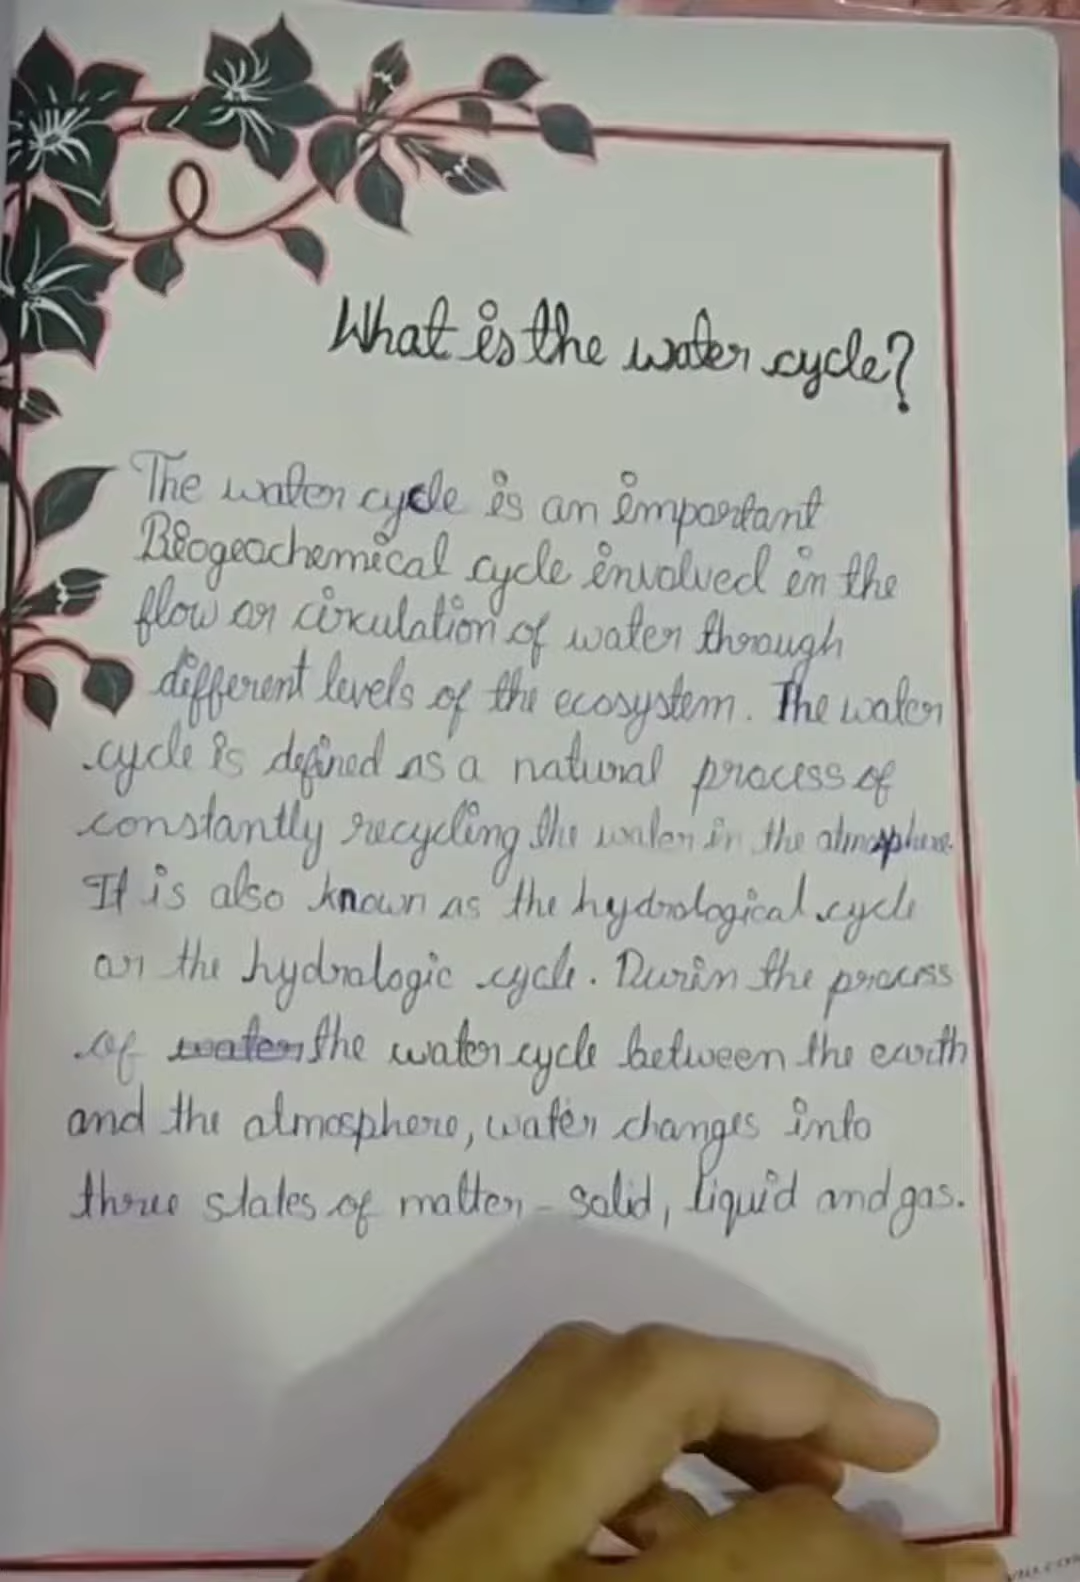 What is the water cycle?
The water cycle is an important
Biogeochemical cycle involved in the
flow or circulation of water through
different levels of the ecosystem. The water
cycle is defined as a natural process of
constantly recycling the water in the atmosphere.
It is also known as the hydrological cycle
or the hydrologic cycle. Durin the process
of water the water cycle between the earth
and the atmosphere, water changes into
three states of matter - solid, liquid and gas.